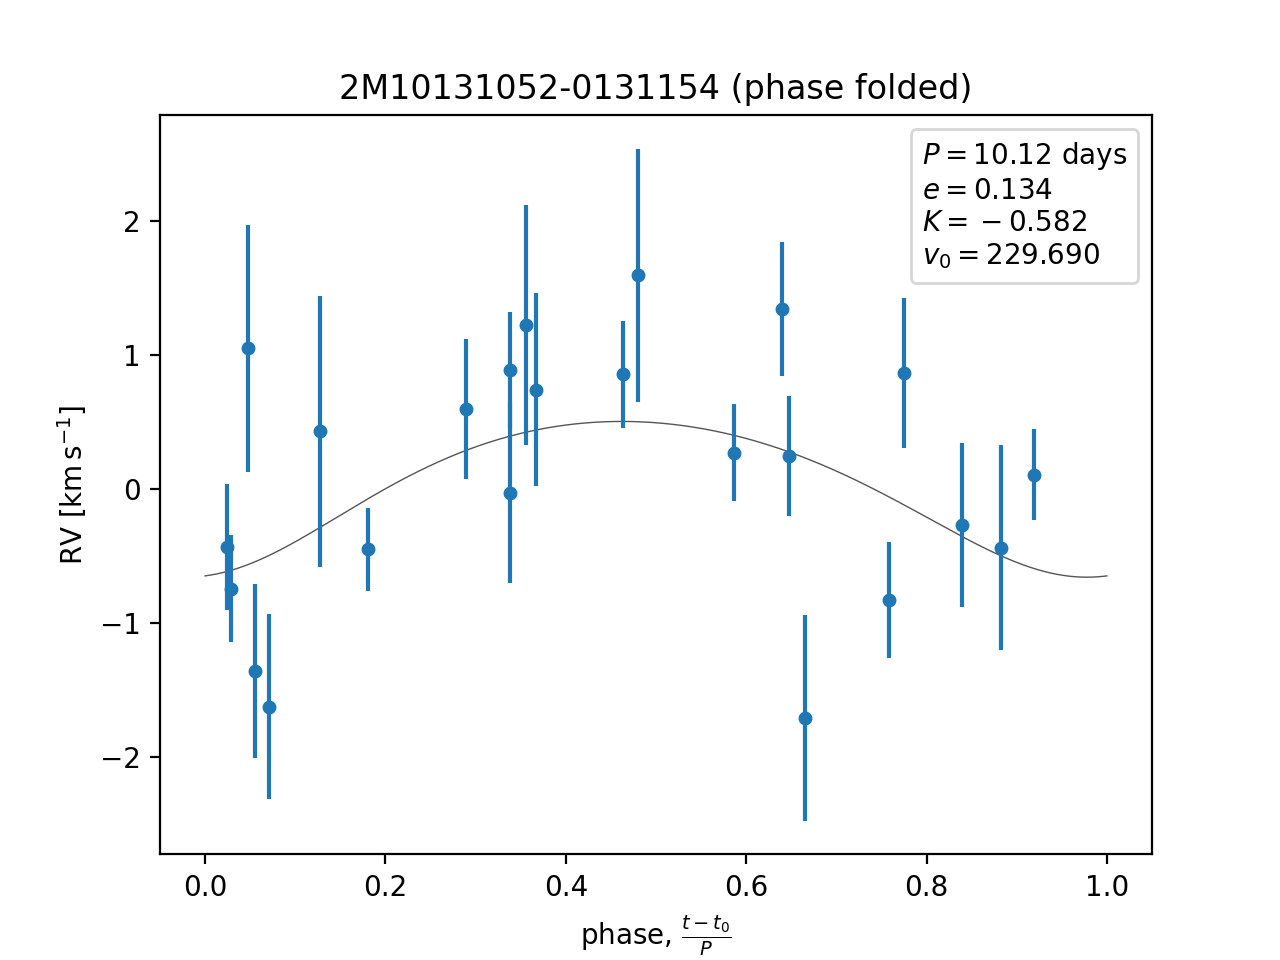 2M10131052-0131154 (phase folded)
P = 10.12 days
e = 0.134
K = −0.582
v₀ = 229.690
RV [km s⁻¹]
2
1
0
−1
−2
0.0 0.2 0.4 0.6 0.8 1.0
phase, (t − t₀)/P